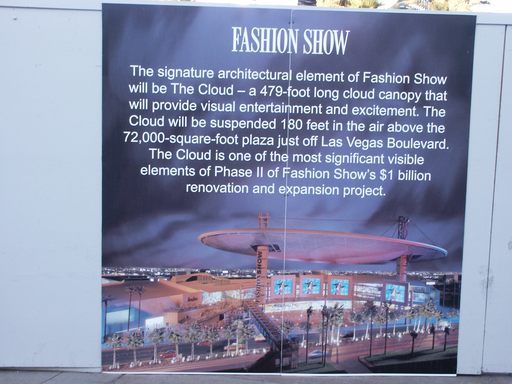 FASHION SHOW
The signature architectural element of Fashion Show
will be The Cloud – a 479-foot long cloud canopy that
will provide visual entertainment and excitement. The
Cloud will be suspended 180 feet in the air above the
72,000-square-foot plaza just off Las Vegas Boulevard.
The Cloud is one of the most significant visible
elements of Phase II of Fashion Show's $1 billion
renovation and expansion project.